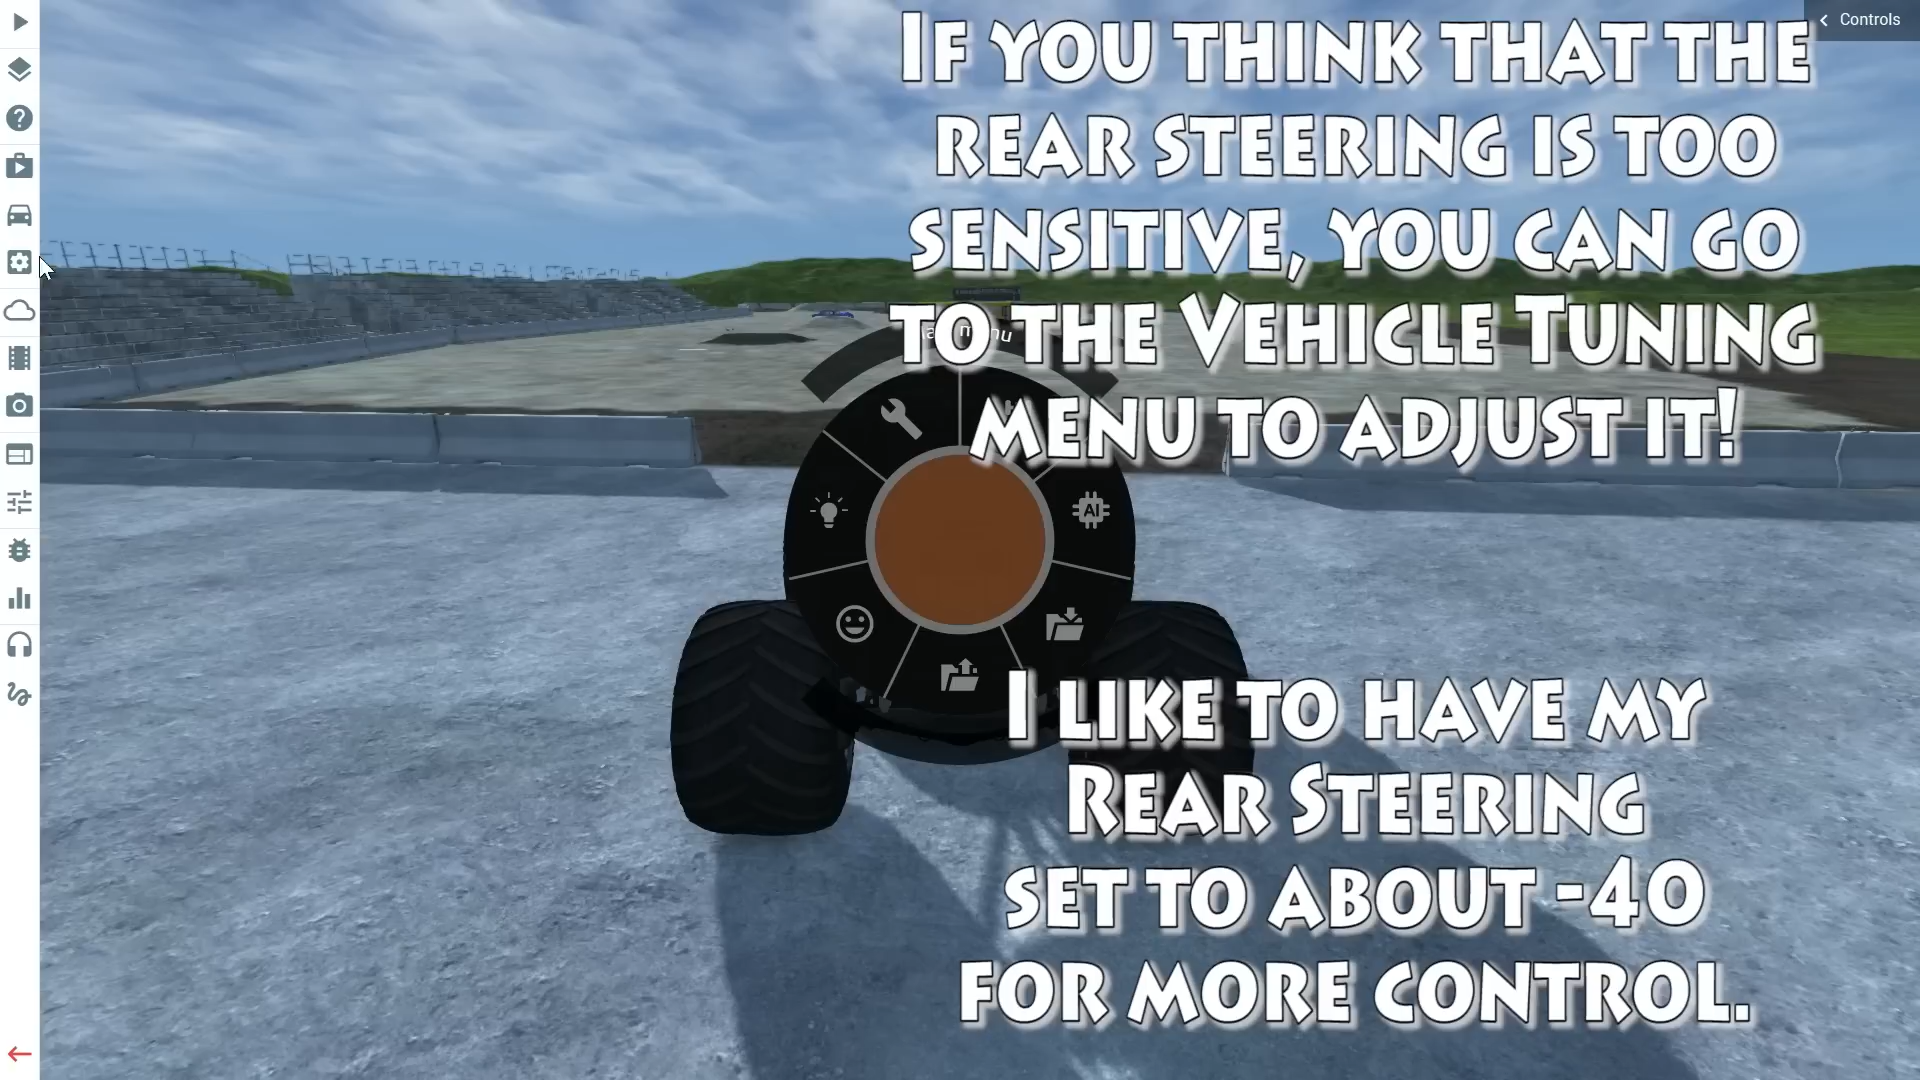 Controls
IF YOU THINK THAT THE
REAR STEERING IS TOO
SENSITIVE, YOU CAN GO
TO THE VEHICLE TUNING
MENU TO ADJUST IT!
AI
I LIKE TO HAVE MY
REAR STEERING
SET TO ABOUT -40
FOR MORE CONTROL.